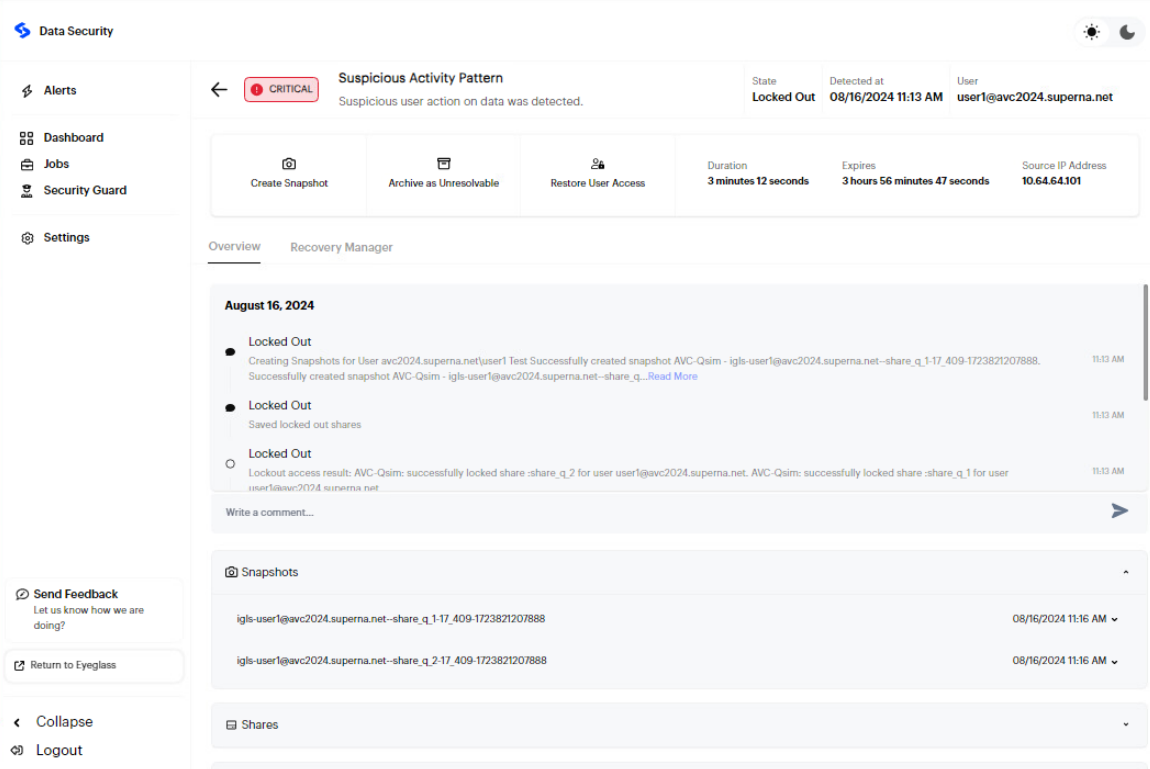 Data Security
Alerts
Dashboard
Jobs
Security Guard
Settings
Send Feedback
Let us know how we are
doing?
Return to Eyeglass
Collapse
Logout
CRITICAL
Suspicious Activity Pattern
Suspicious user action on data was detected.
State
Locked Out
Detected at
08/16/2024 11:13 AM
User
user1@avc2024.superna.net
Create Snapshot
Archive as Unresolvable
Restore User Access
Duration
3 minutes 12 seconds
Expires
3 hours 56 minutes 47 seconds
Source IP Address
10.64.64.101
Overview
Recovery Manager
August 16, 2024
Locked Out
Creating Snapshots for User avc2024.superna.net\user1 Test Successfully created snapshot AVC-Qsim - igls-user1@avc2024.superna.net--share_q_1-17_409-1723821207888.
Successfully created snapshot AVC-Qsim - igls-user1@avc2024.superna.net--share_q...Read More
11:13 AM
Locked Out
Saved locked out shares
11:13 AM
Locked Out
Lockout access result: AVC-Qsim: successfully locked share :share_q_2 for user user1@avc2024.superna.net. AVC-Qsim: successfully locked share :share_q_1 for user
user1@avc2024.superna.net
11:13 AM
Write a comment...
Snapshots
igls-user1@avc2024.superna.net--share_q_1-17_409-1723821207888
08/16/2024 11:16 AM
igls-user1@avc2024.superna.net--share_q_2-17_409-1723821207888
08/16/2024 11:16 AM
Shares